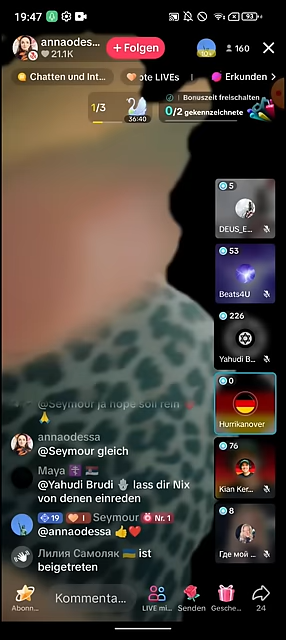 19:47
93
annaodes...
21.1K
+ Folgen
160
Chatten und Int...
ote LIVEs
Erkunden
1/3
36:40
Bonuszeit freischalten
0/2 gekennzeichnete
5
DEUS_E...
53
Beats4U
226
Yahudi B...
0
Hurrikanover
76
Kian Ker...
8
Где мой ...
@Seymour ja hope soll rein
annaodessa
@Seymour gleich
Maya
@Yahudi Brudi lass dir Nix
von denen einreden
19 I Seymour Nr. 1
@annaodessa
Лилия Самоляк ist
beigetreten
Abonn...
Kommenta...
LIVE mi...
Senden
Gesche...
24